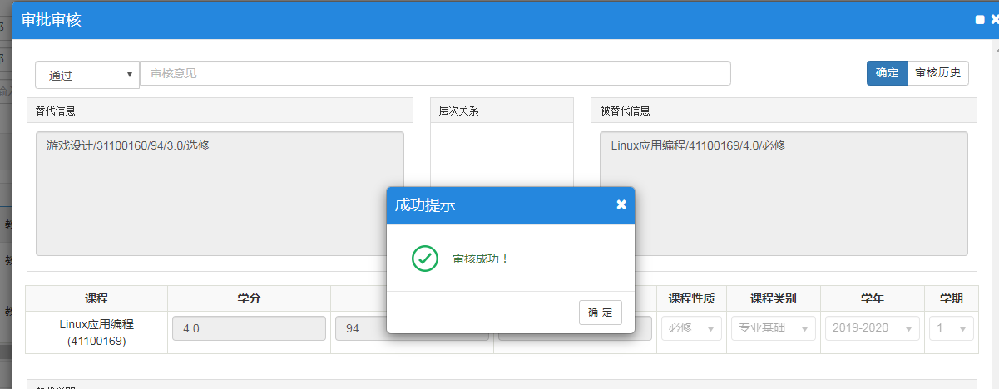 审批审核
通过
审核意见
确定
审核历史
替代信息
层次关系
被替代信息
游戏设计/31100160/94/3.0/选修
Linux应用编程/41100169/4.0/必修
成功提示
审核成功！
确 定
课程
学分
课程性质
课程类别
学年
学期
Linux应用编程
(41100169)
4.0
94
必修
专业基础
2019-2020
1